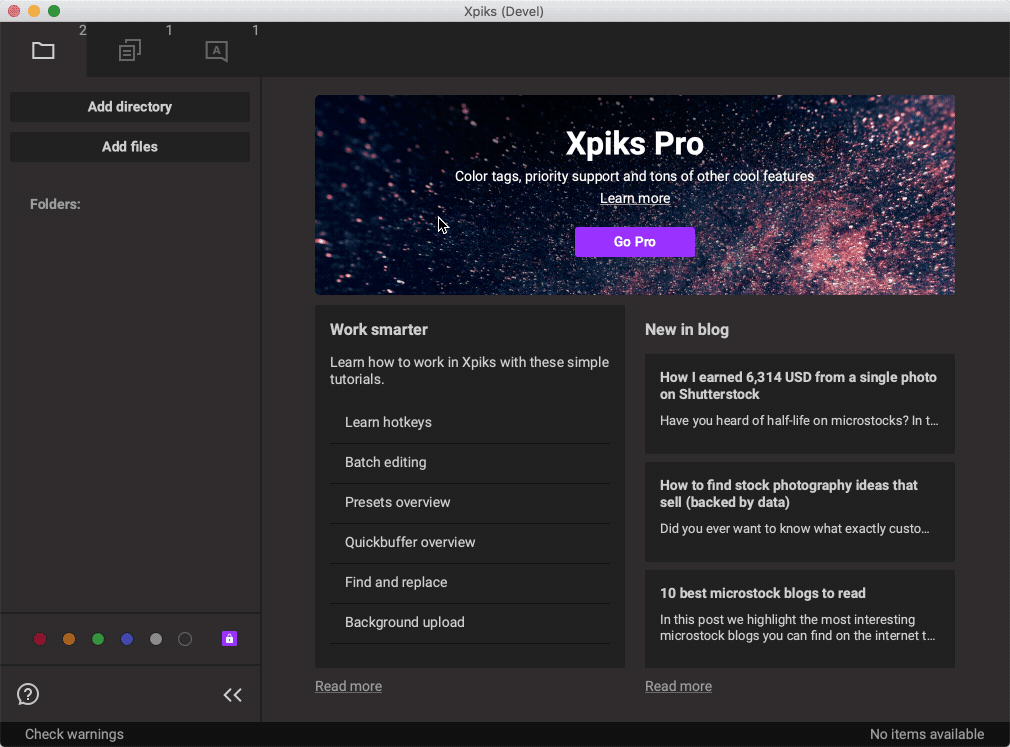 Xpiks (Devel)
2
1
1
A
Add directory
Add files
Folders:
Xpiks Pro
Color tags, priority support and tons of other cool features
Learn more
Go Pro
Work smarter
Learn how to work in Xpiks with these simple
tutorials.
Learn hotkeys
Batch editing
Presets overview
Quickbuffer overview
Find and replace
Background upload
Read more
New in blog
How I earned 6,314 USD from a single photo
on Shutterstock
Have you heard of half-life on microstocks? In t...
How to find stock photography ideas that
sell (backed by data)
Did you ever want to know what exactly custo...
10 best microstock blogs to read
In this post we highlight the most interesting
microstock blogs you can find on the internet t...
Read more
?
Check warnings
No items available